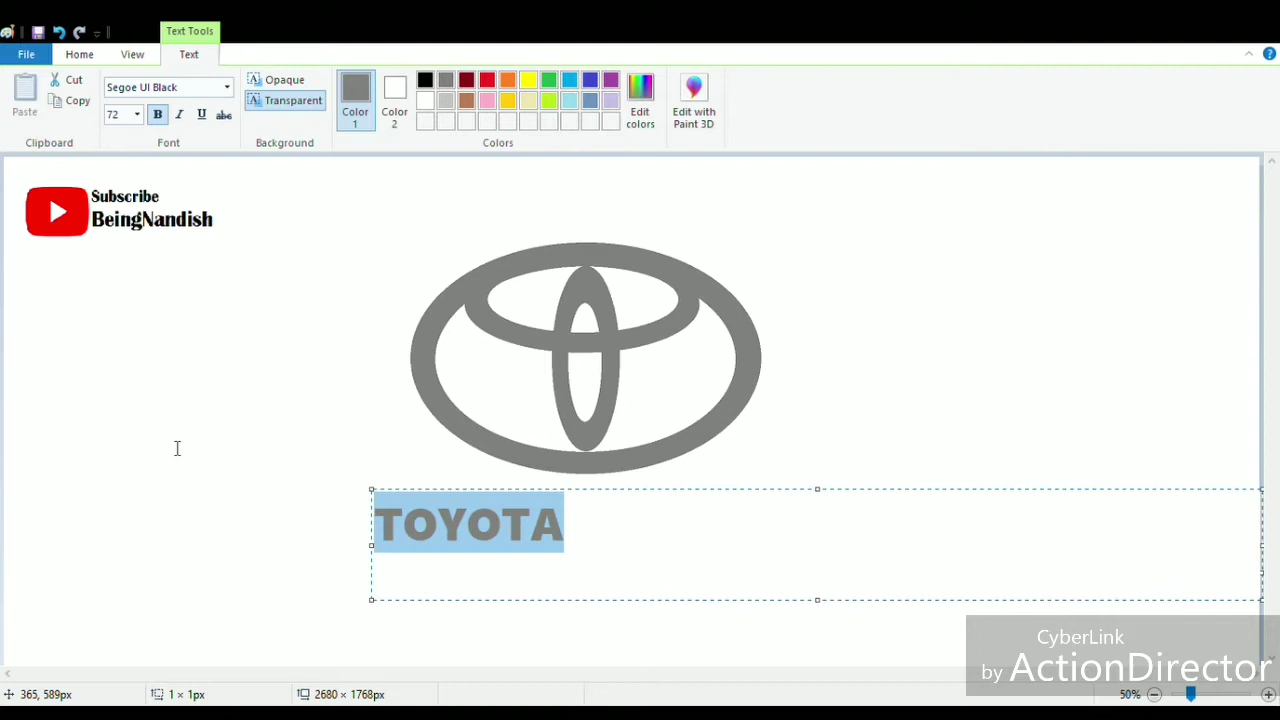 Text Tools
File
Home
View
Text
Paste
Cut
Copy
Clipboard
Segoe UI Black
72
B
I
U
abc
Font
Opaque
Transparent
Background
Color 1
Color 2
Edit colors
Colors
Edit with Paint 3D
Subscribe
BeingNandish
TOYOTA
CyberLink
by ActionDirector
365, 589px
1 × 1px
2680 × 1768px
50%